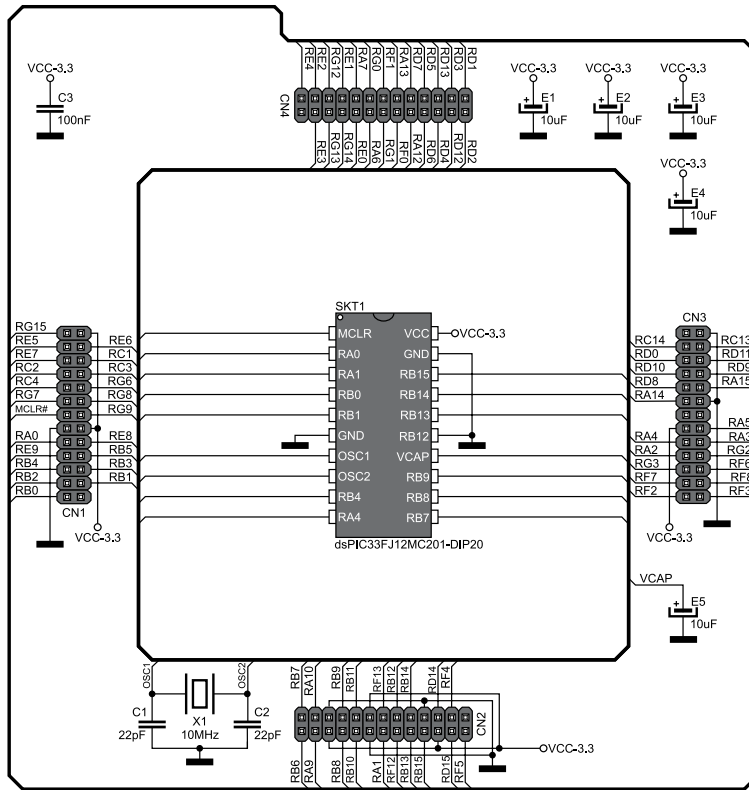 RE4 RE2 RG12 RE1 RA7 RG0 RF1 RA13 RD7 RD5 RD13 RD3 RD1
VCC-3.3 VCC-3.3 VCC-3.3 VCC-3.3
C3
100nF
CN4
E1
10uF
E2
10uF
E3
10uF
RE3 RG13 RG14 RE0 RA6 RG1 RF0 RA12 RD6 RD4 RD12 RD2
VCC-3.3
E4
10uF
SKT1
MCLR VCC
VCC-3.3
RA0 GND
RA1 RB15
RB0 RB14
RB1 RB13
GND RB12
OSC1 VCAP
OSC2 RB9
RB4 RB8
RA4 RB7
dsPIC33FJ12MC201-DIP20
RG15
RE5 RE6
RE7 RC1
RC2 RC3
RC4 RG6
RG7 RG8
MCLR# RG9
RA0 RE8
RE9 RB5
RB4 RB3
RB2 RB1
RB0
CN1
VCC-3.3
CN3
RC14 RC13
RD0 RD11
RD10 RD9
RD8 RA15
RA14
RA5
RA4 RA3
RA2 RG2
RG3 RF6
RF7 RF8
RF2 RF3
VCC-3.3
VCAP
E5
10uF
OSC1 OSC2
C1
22pF
X1
10MHz
C2
22pF
RB7 RA10 RB9 RB11 RF13 RB12 RB14 RD14 RF4
CN2
VCC-3.3
RB6 RA9 RB8 RB10 RA1 RF12 RB13 RB15 RD15 RF5